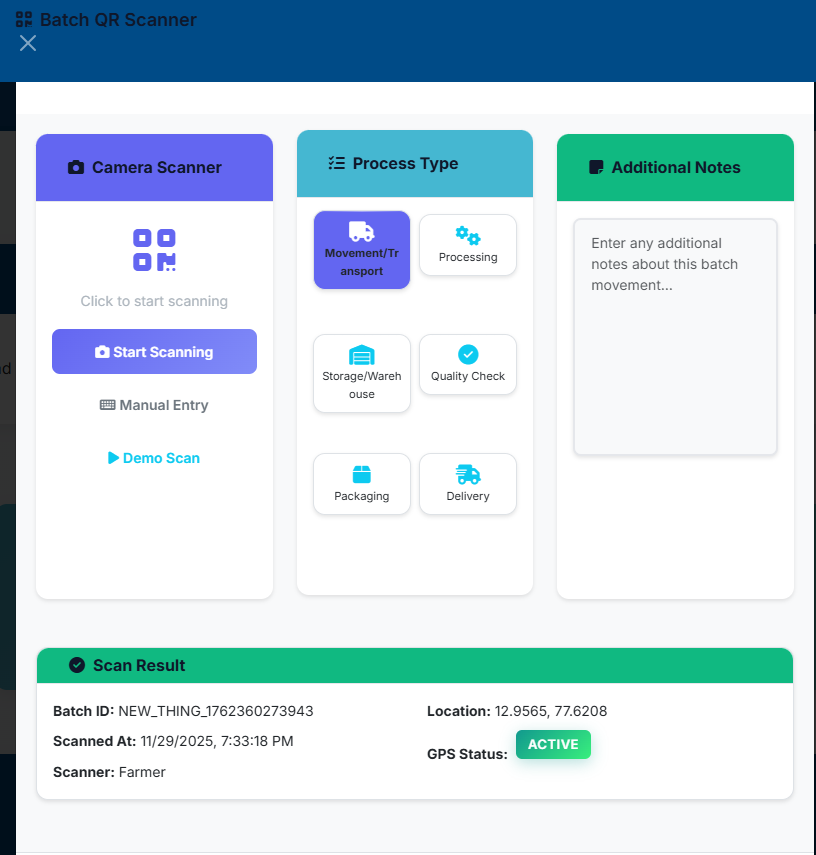 Batch QR Scanner
Camera Scanner
Click to start scanning
Start Scanning
Manual Entry
Demo Scan
Process Type
Movement/Tr
ansport
Processing
Storage/Wareh
ouse
Quality Check
Packaging
Delivery
Additional Notes
Enter any additional
notes about this batch
movement...
Scan Result
Batch ID: NEW_THING_1762360273943
Scanned At: 11/29/2025, 7:33:18 PM
Scanner: Farmer
Location: 12.9565, 77.6208
GPS Status: ACTIVE